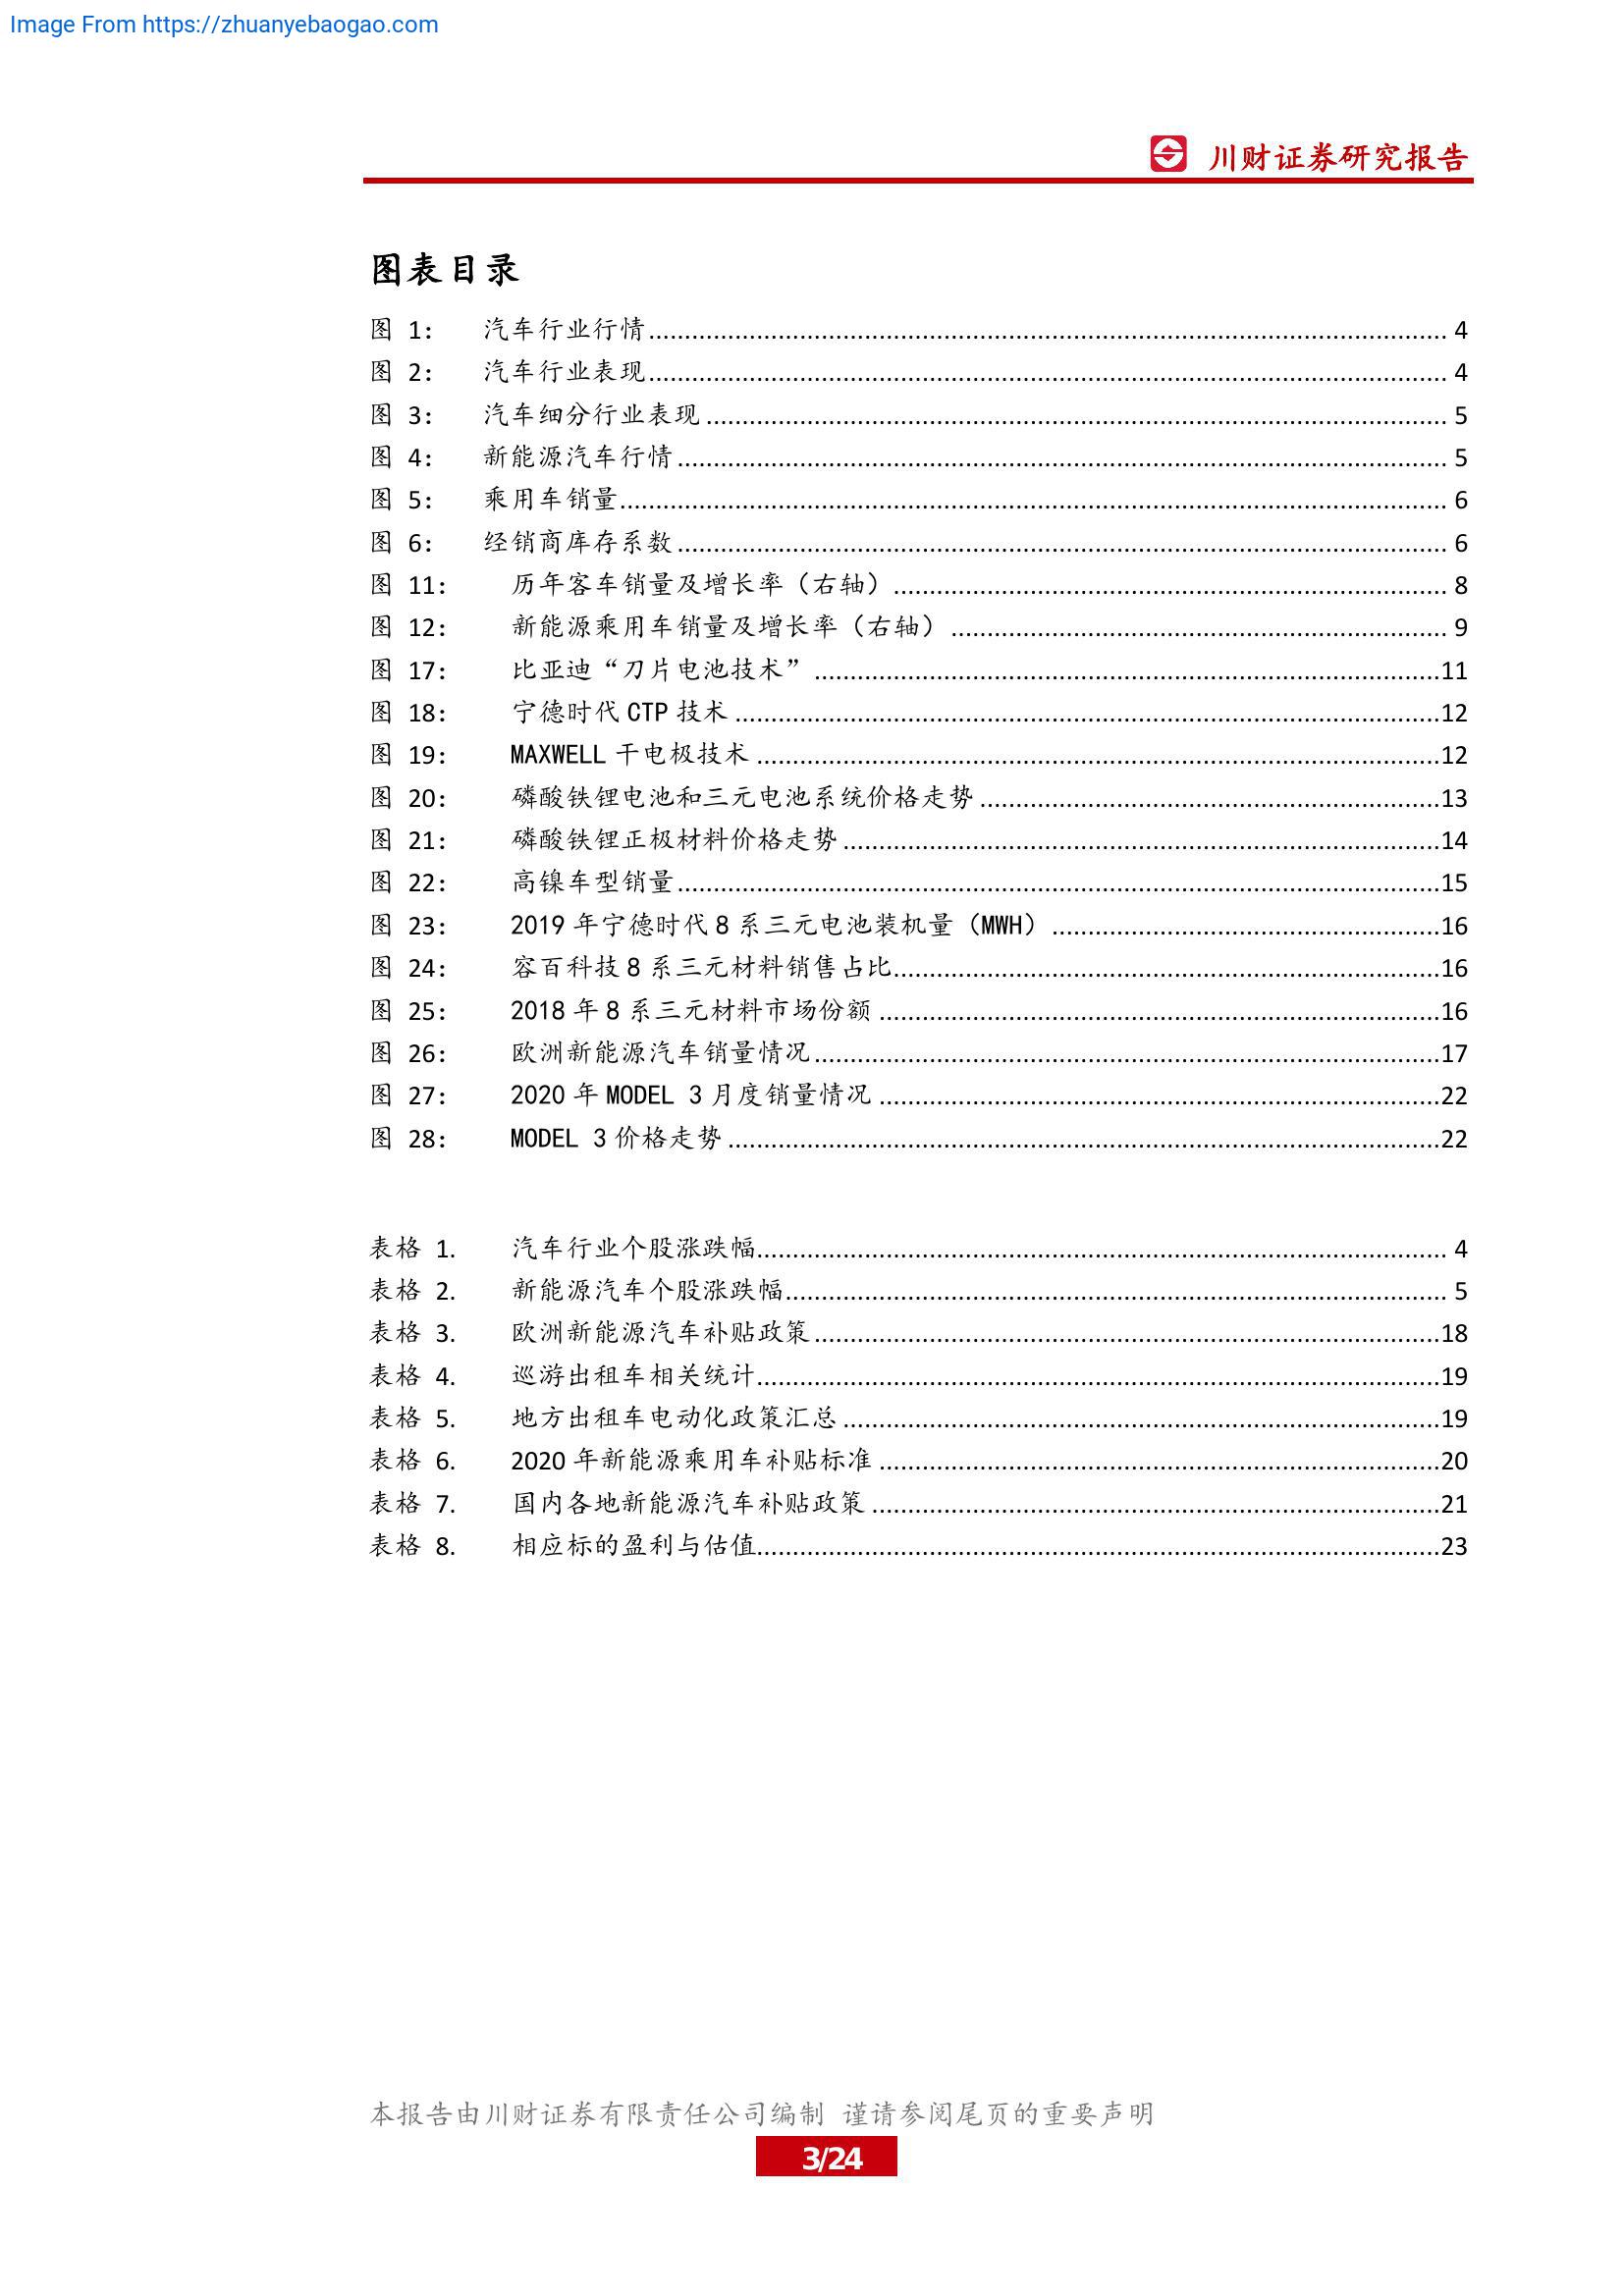 Image From https://zhuanyebaogao.com
川财证券研究报告
图表目录
图 1: 汽车行业行情 4
图 2: 汽车行业表现 4
图 3: 汽车细分行业表现 5
图 4: 新能源汽车行情 5
图 5: 乘用车销量 6
图 6: 经销商库存系数 6
图 11: 历年客车销量及增长率（右轴） 8
图 12: 新能源乘用车销量及增长率（右轴） 9
图 17: 比亚迪“刀片电池技术” 11
图 18: 宁德时代 CTP 技术 12
图 19: MAXWELL 干电极技术 12
图 20: 磷酸铁锂电池和三元电池系统价格走势 13
图 21: 磷酸铁锂正极材料价格走势 14
图 22: 高镍车型销量 15
图 23: 2019 年宁德时代 8 系三元电池装机量（MWH） 16
图 24: 容百科技 8 系三元材料销售占比 16
图 25: 2018 年 8 系三元材料市场份额 16
图 26: 欧洲新能源汽车销量情况 17
图 27: 2020 年 MODEL 3 月度销量情况 22
图 28: MODEL 3 价格走势 22
表格 1. 汽车行业个股涨跌幅 4
表格 2. 新能源汽车个股涨跌幅 5
表格 3. 欧洲新能源汽车补贴政策 18
表格 4. 巡游出租车相关统计 19
表格 5. 地方出租车电动化政策汇总 19
表格 6. 2020 年新能源乘用车补贴标准 20
表格 7. 国内各地新能源汽车补贴政策 21
表格 8. 相应标的盈利与估值 23
本报告由川财证券有限责任公司编制 谨请参阅尾页的重要声明
3/24